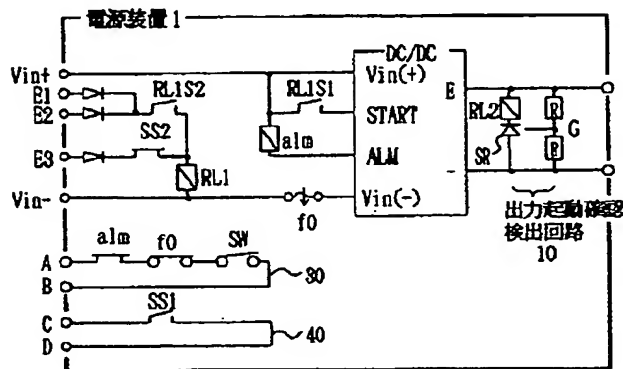 電源装置1
DC/DC
Vin+
Vin(+)
E1
E2
RL1S2
RL1S1
E
START
RL2
R
G
E3
SS2
alm
ALM
SR
R
RL1
Vin-
Vin(-)
-
f0
出力起動確認
検出回路
10
A
alm
f0
SW
30
B
C
SS1
40
D